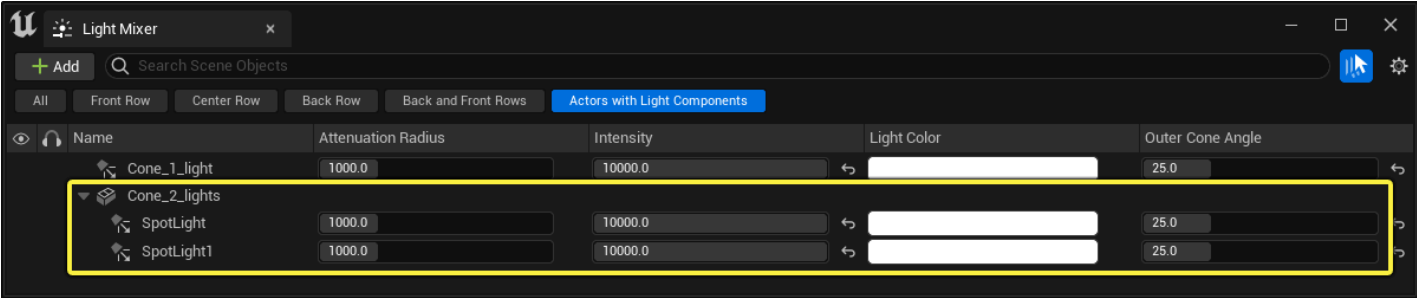 Light Mixer
Add Search Scene Objects
All Front Row Center Row Back Row Back and Front Rows Actors with Light Components
Name Attenuation Radius Intensity Light Color Outer Cone Angle
Cone_1_light 1000.0 10000.0 25.0
Cone_2_lights
SpotLight 1000.0 10000.0 25.0
SpotLight1 1000.0 10000.0 25.0